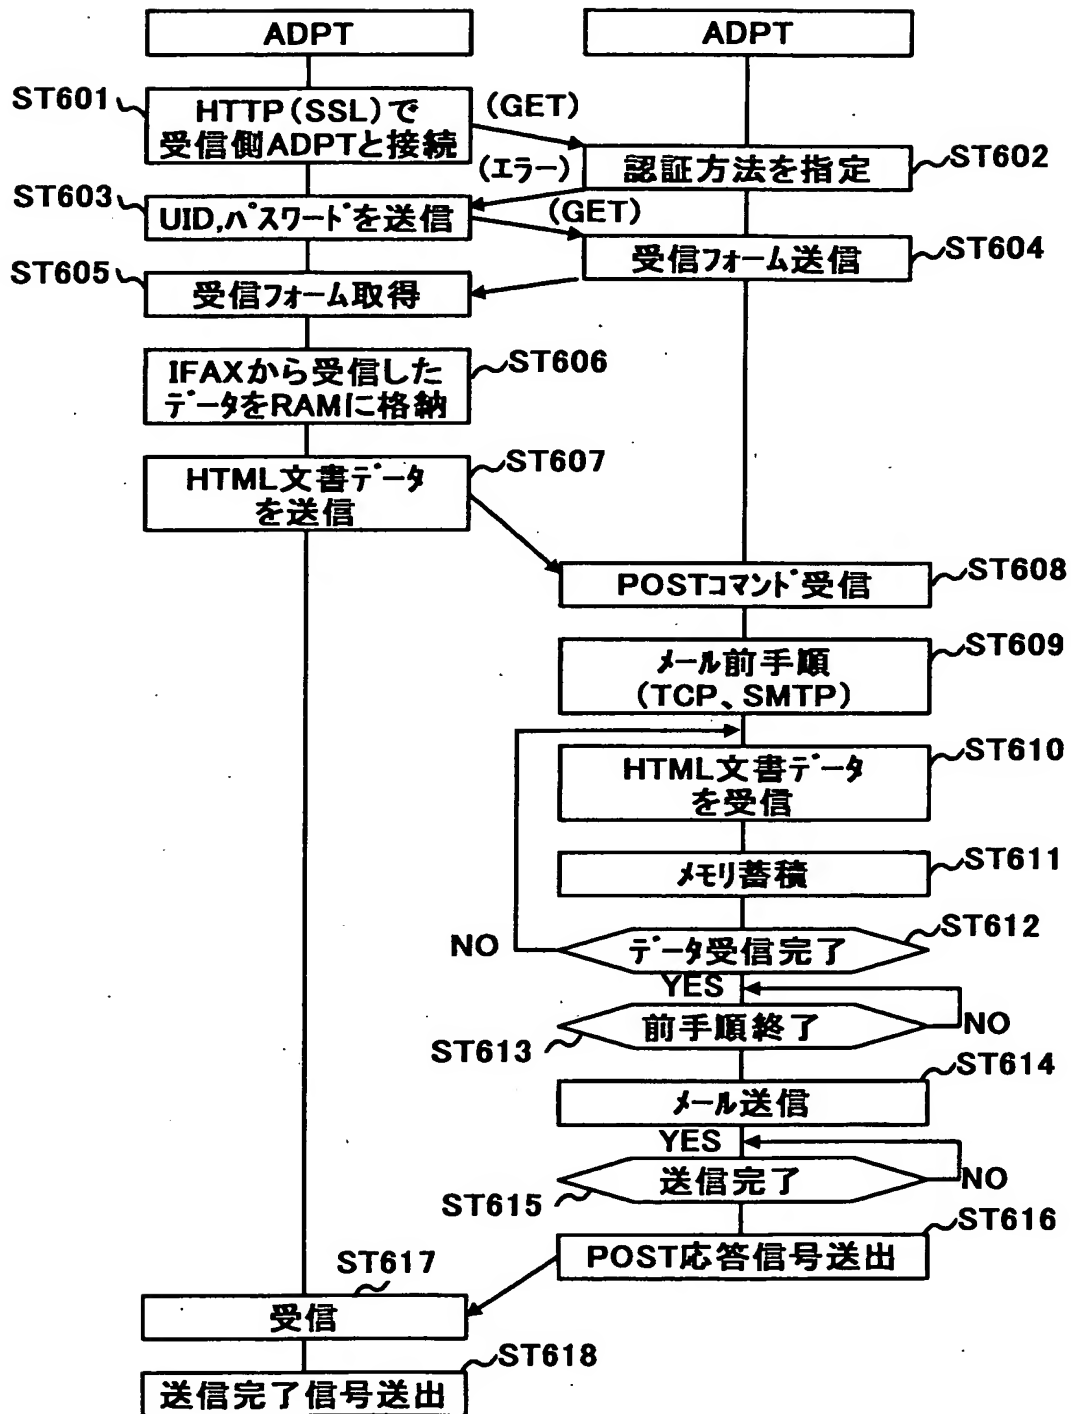 ADPT
ADPT
ST601
HTTP(SSL)で
受信側ADPTと接続
(GET)
認証方法を指定
ST602
(エラー)
ST603
UID,パスワードを送信
(GET)
受信フォーム送信
ST604
ST605
受信フォーム取得
IFAXから受信した
データをRAMに格納
ST606
HTML文書データ
を送信
ST607
POSTコマンド受信
ST608
メール前手順
(TCP、SMTP)
ST609
HTML文書データ
を受信
ST610
メモリ蓄積
ST611
NO
データ受信完了
ST612
YES
前手順終了
NO
ST613
メール送信
ST614
YES
送信完了
NO
ST615
POST応答信号送出
ST616
ST617
受信
ST618
送信完了信号送出